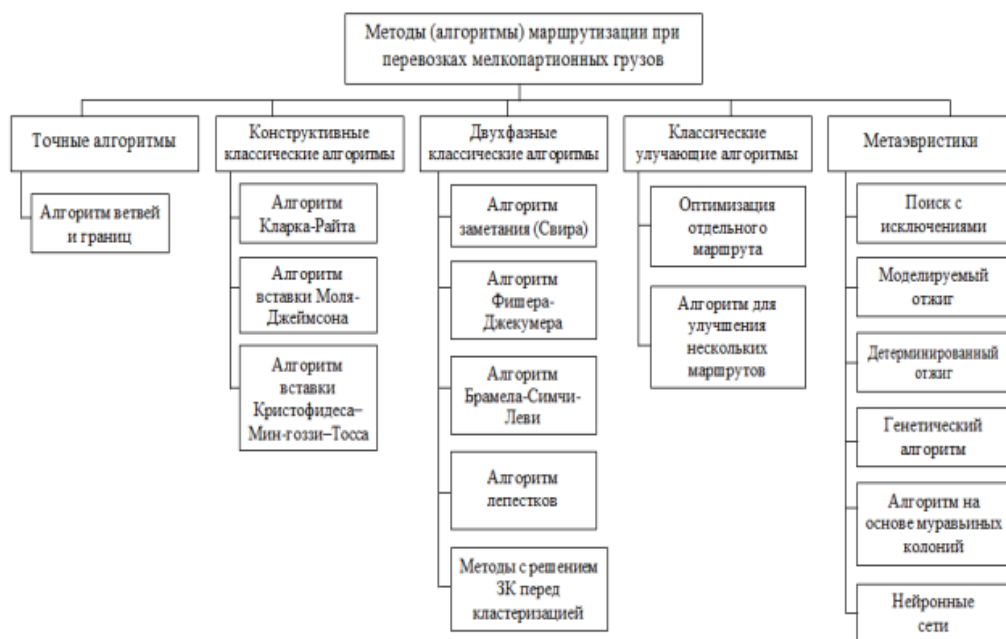 Методы (алгоритмы) маршрутизации при
перевозках мелкопартионных грузов
Точные алгоритмы
Алгоритм ветвей
и границ
Конструктивные
классические алгоритмы
Алгоритм
Кларка-Райта
Алгоритм
вставки Моля-
Джеймсона
Алгоритм
вставки
Кристофидеса–
Мин-гоззи–Тосса
Двухфазные
классические алгоритмы
Алгоритм
заметания (Свира)
Алгоритм
Фишера-
Джекумера
Алгоритм
Брамела-Симчи-
Леви
Алгоритм
лепестков
Методы с решением
ЗК перед
кластеризацией
Классические
улучающие алгоритмы
Оптимизация
отдельного
маршрута
Алгоритм для
улучшения
нескольких
маршрутов
Метаэвристики
Поиск с
исключениями
Моделируемый
отжиг
Детерминированный
отжиг
Генетический
алгоритм
Алгоритм на
основе муравьиных
колоний
Нейронные
сети